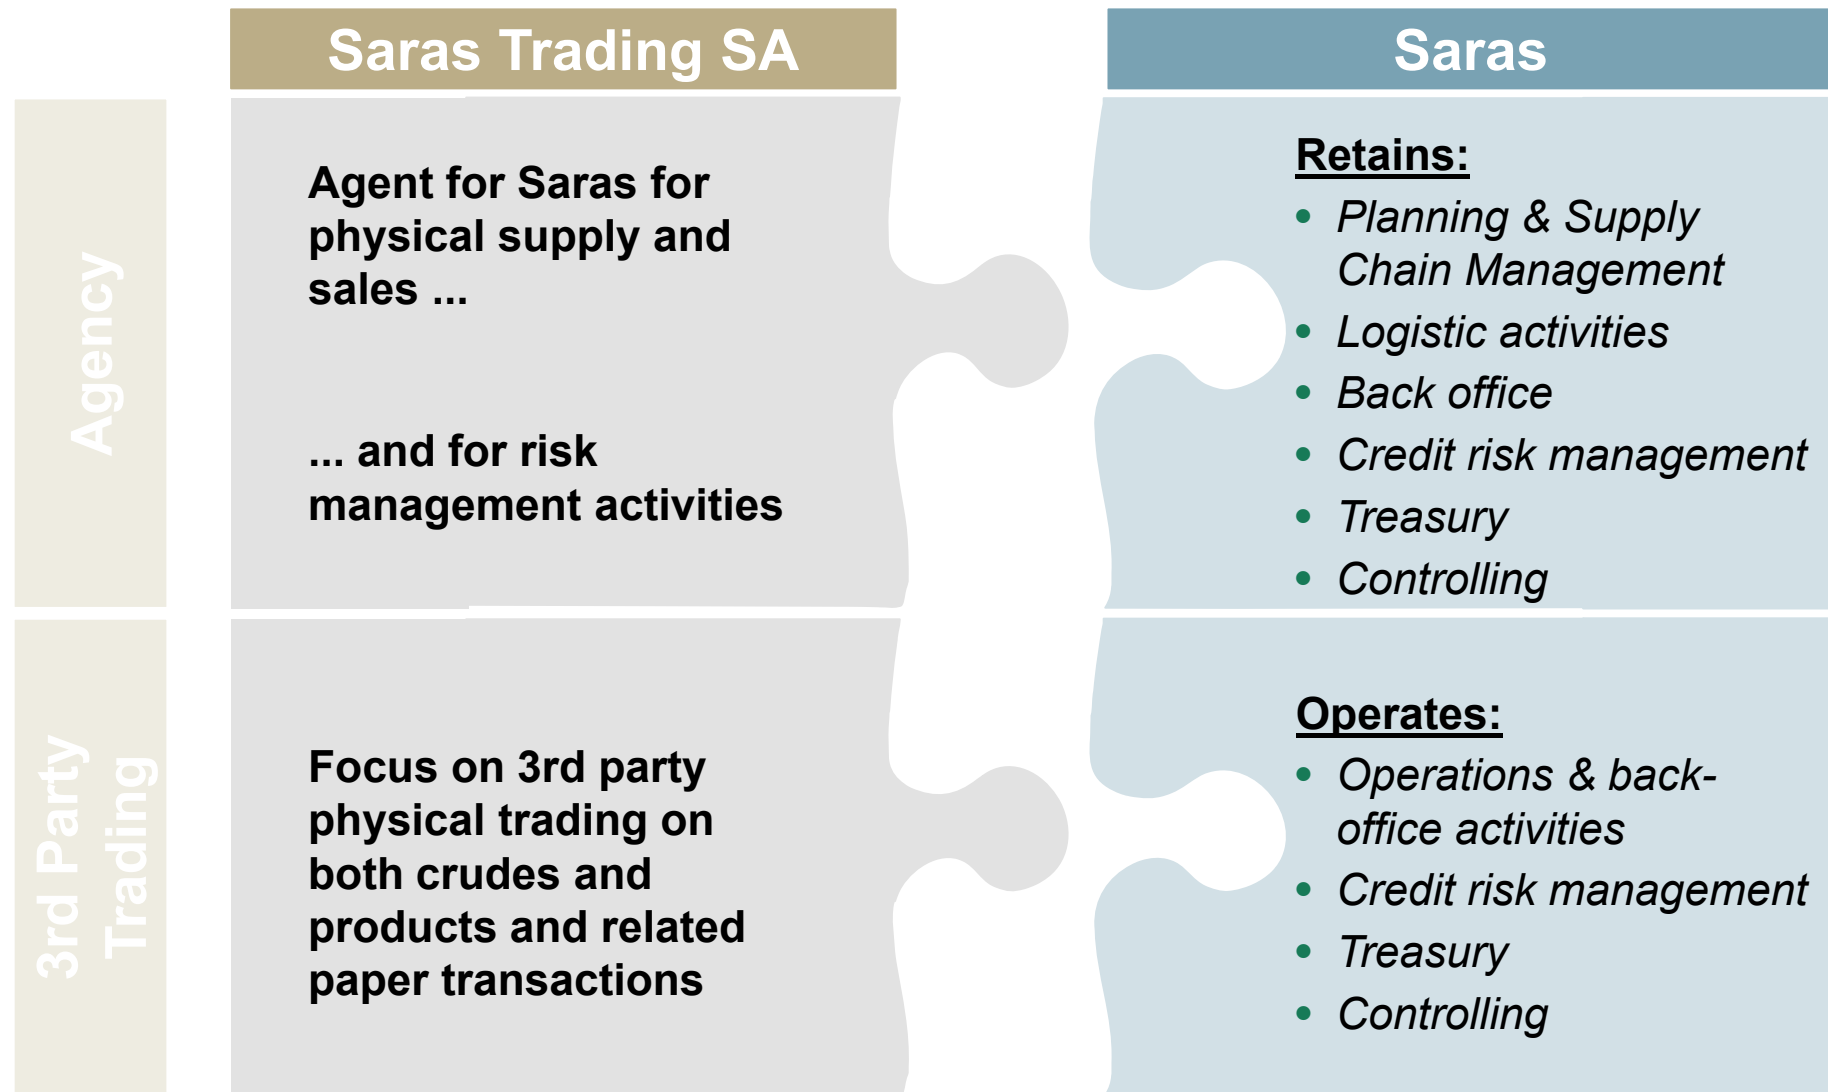 Saras Trading SA
Saras
Agency
Agent for Saras for
physical supply and
sales ...
... and for risk
management activities
Retains:
• Planning & Supply
Chain Management
• Logistic activities
• Back office
• Credit risk management
• Treasury
• Controlling
3rd Party
Trading
Focus on 3rd party
physical trading on
both crudes and
products and related
paper transactions
Operates:
• Operations & back-
office activities
• Credit risk management
• Treasury
• Controlling